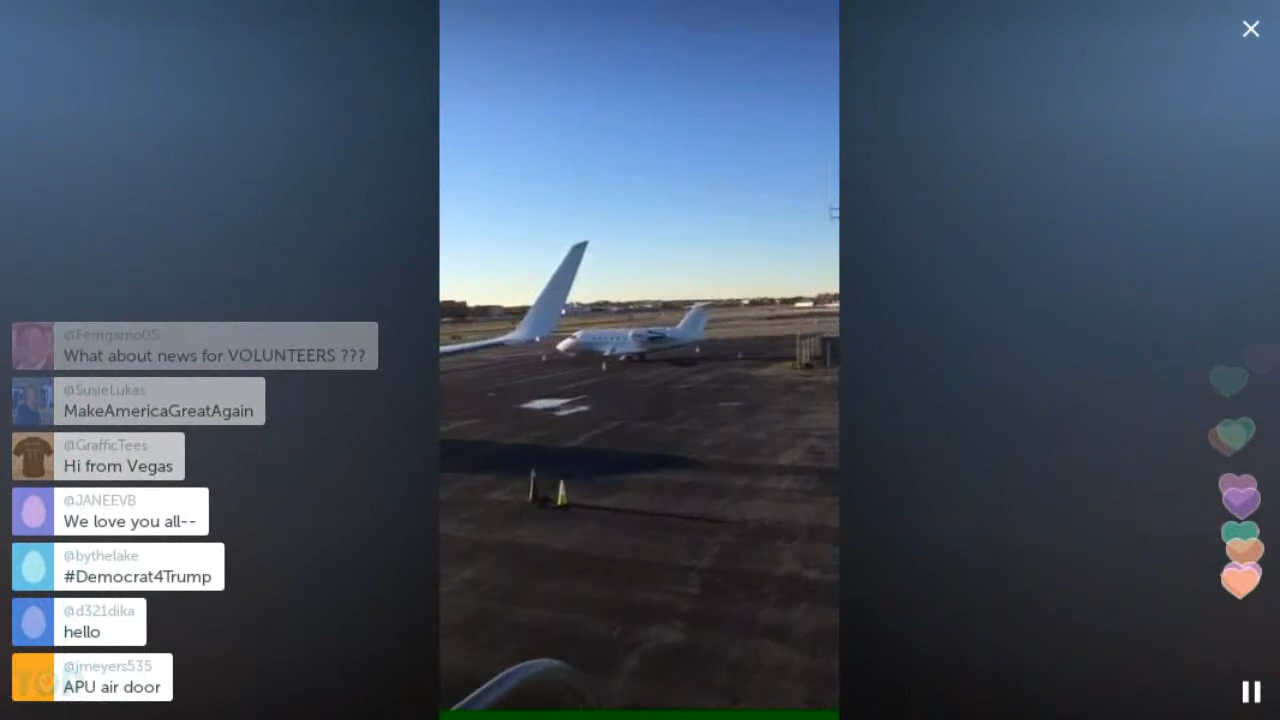 @Ferrgamo05
What about news for VOLUNTEERS ???
@SusieLukas
MakeAmericaGreatAgain
@GrafficTees
Hi from Vegas
@JANEEVB
We love you all--
@bythelake
#Democrat4Trump
@d321dika
hello
@jmeyers535
APU air door